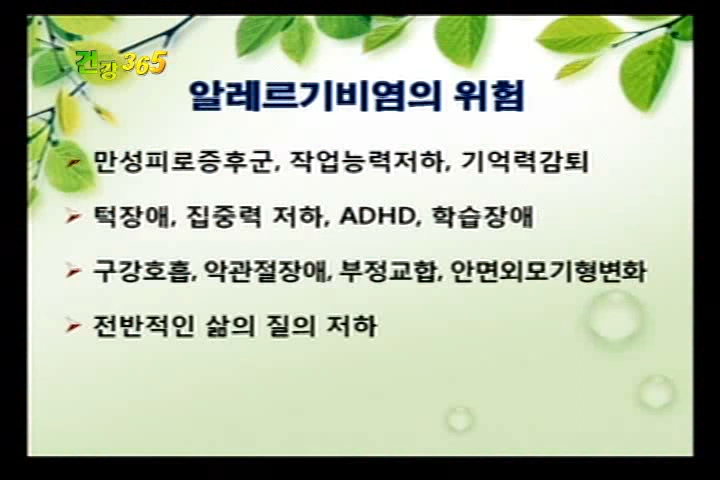 건강365
알레르기비염의 위험
만성피로증후군, 작업능력저하, 기억력감퇴
턱장애, 집중력 저하, ADHD, 학습장애
구강호흡, 악관절장애, 부정교합, 안면외모기형변화
전반적인 삶의 질의 저하